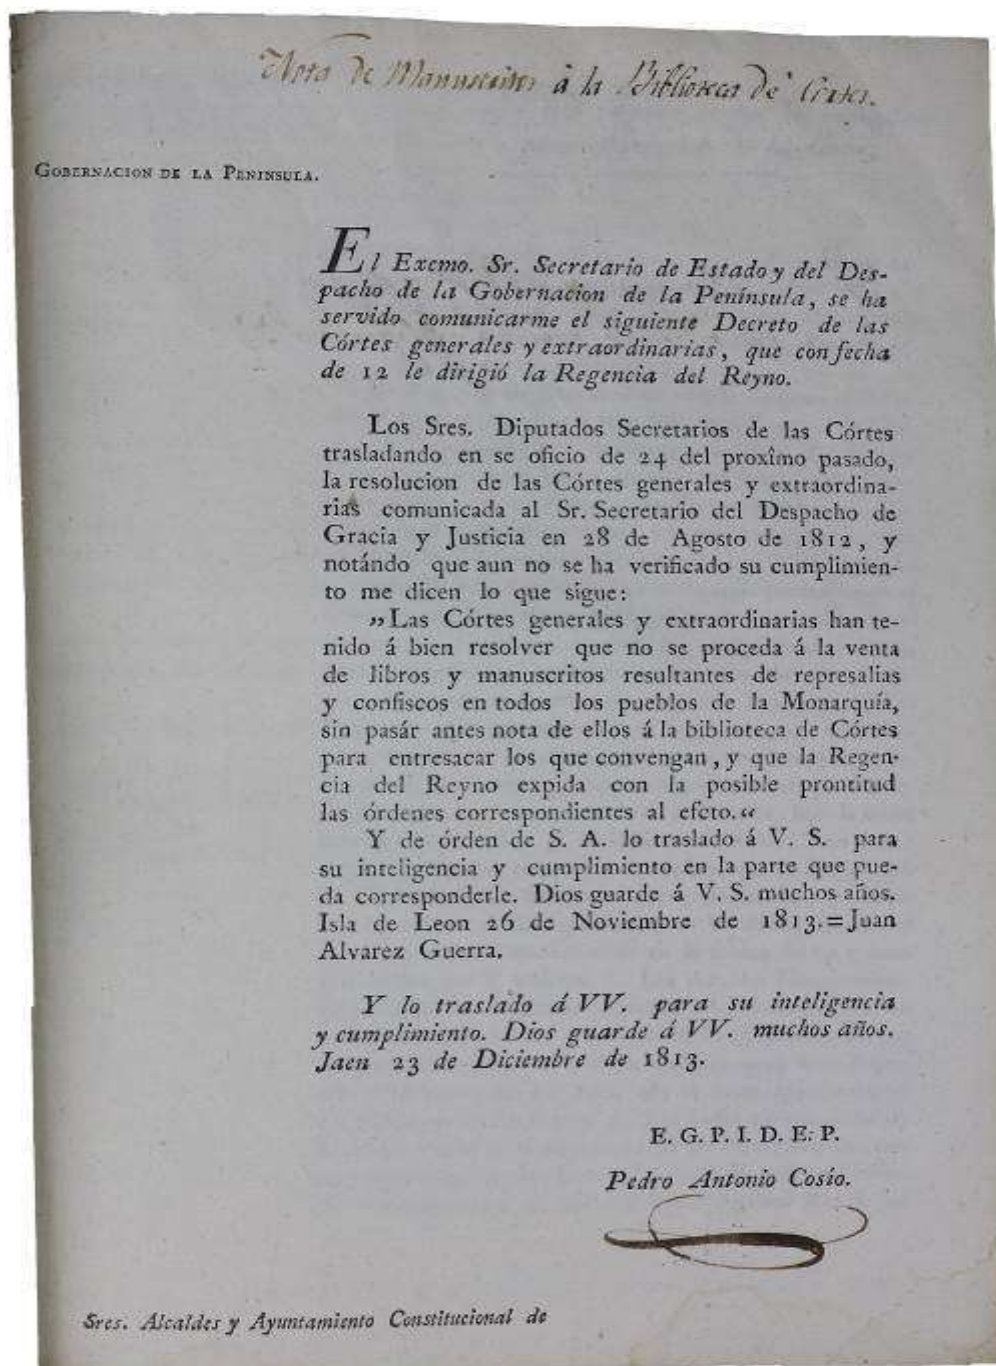 Nota de Manuscritos à la Biblioteca de Cortes.
GOBERNACION DE LA PENINSULA.
El Excmo. Sr. Secretario de Estado y del Des-
pacho de la Gobernacion de la Península, se ha
servido comunicarme el siguiente Decreto de las
Córtes generales y extraordinarias, que con fecha
de 12 le dirigió la Regencia del Reyno.
Los Sres. Diputados Secretarios de las Córtes
trasladando en se oficio de 24 del proxîmo pasado,
la resolucion de las Córtes generales y extraordina-
rias comunicada al Sr. Secretario del Despacho de
Gracia y Justicia en 28 de Agosto de 1812, y
notándo que aun no se ha verificado su cumplimien-
to me dicen lo que sigue:
„Las Córtes generales y extraordinarias han te-
nido á bien resolver que no se proceda á la venta
de libros y manuscritos resultantes de represalias
y confiscos en todos los pueblos de la Monarquía,
sin pasár antes nota de ellos á la biblioteca de Córtes
para entresacar los que convengan, y que la Regen-
cia del Reyno expida con la posible prontitud
las órdenes correspondientes al efcto.“
Y de órden de S. A. lo traslado á V. S. para
su inteligencia y cumplimiento en la parte que pue-
da corresponderle. Dios guarde á V. S. muchos años.
Isla de Leon 26 de Noviembre de 1813.=Juan
Alvarez Guerra.
Y lo traslado á VV. para su inteligencia
y cumplimiento. Dios guarde á VV. muchos años.
Jaen 23 de Diciembre de 1813.
E. G. P. I. D. E. P.
Pedro Antonio Cosío.
Sres. Alcaldes y Ayuntamiento Constitucional de